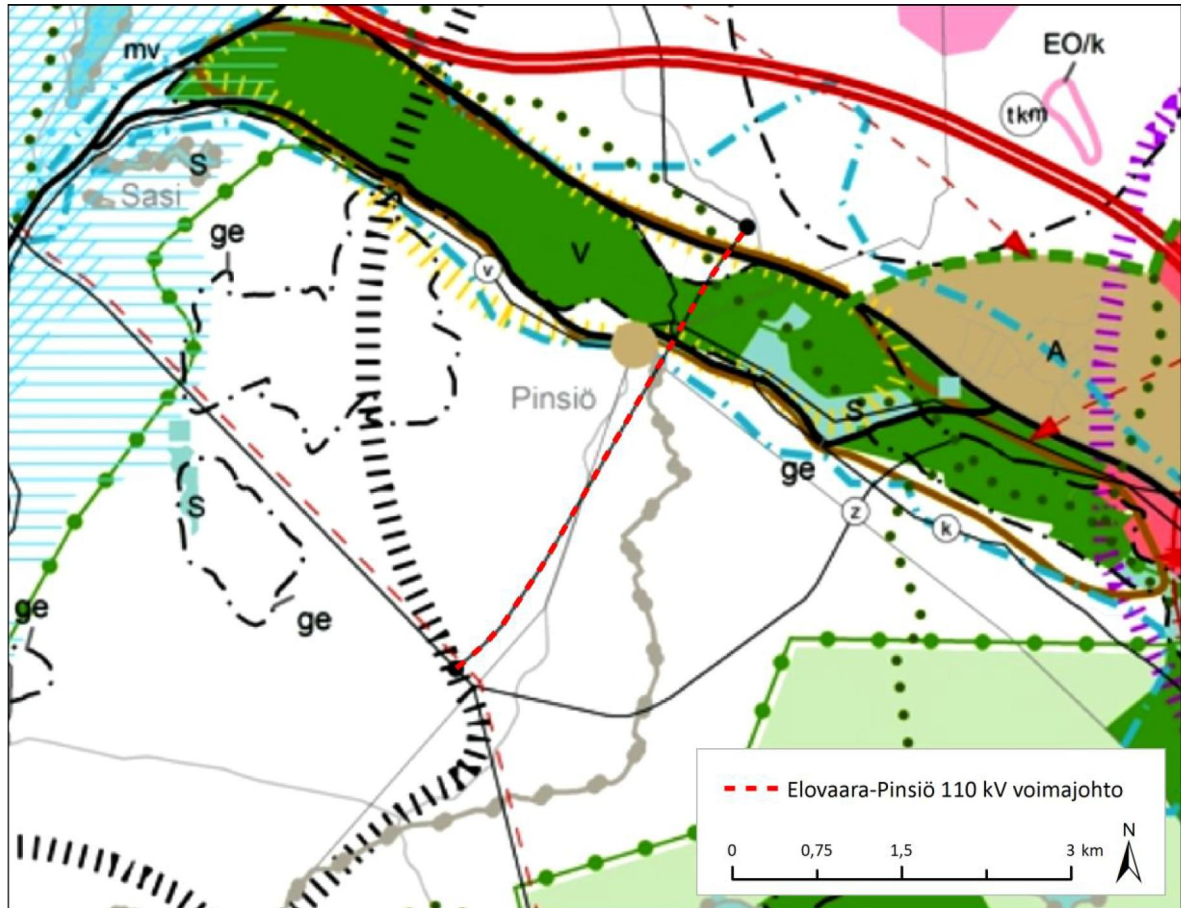 mv
EO/k
tkm
S
Sasi
ge
v
V
A
Pinsiö
S
ge
S
z
k
ge
ge
Elovaara-Pinsiö 110 kV voimajohto
N
0 0,75 1,5 3 km